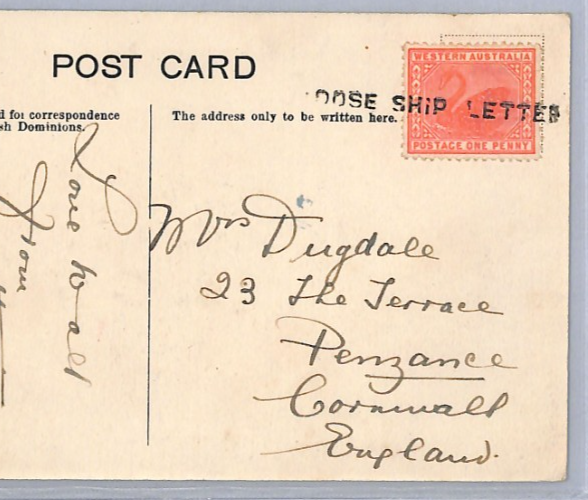 POST CARD
WESTERN AUSTRALIA
OOSE SHIP LETTER
POSTAGE ONE PENNY
d for correspondence
sh Dominions.
The address only to be written here.
Love to all
from
Mrs Dugdale
23 The Terrace
Penzance
Cornwall
England.